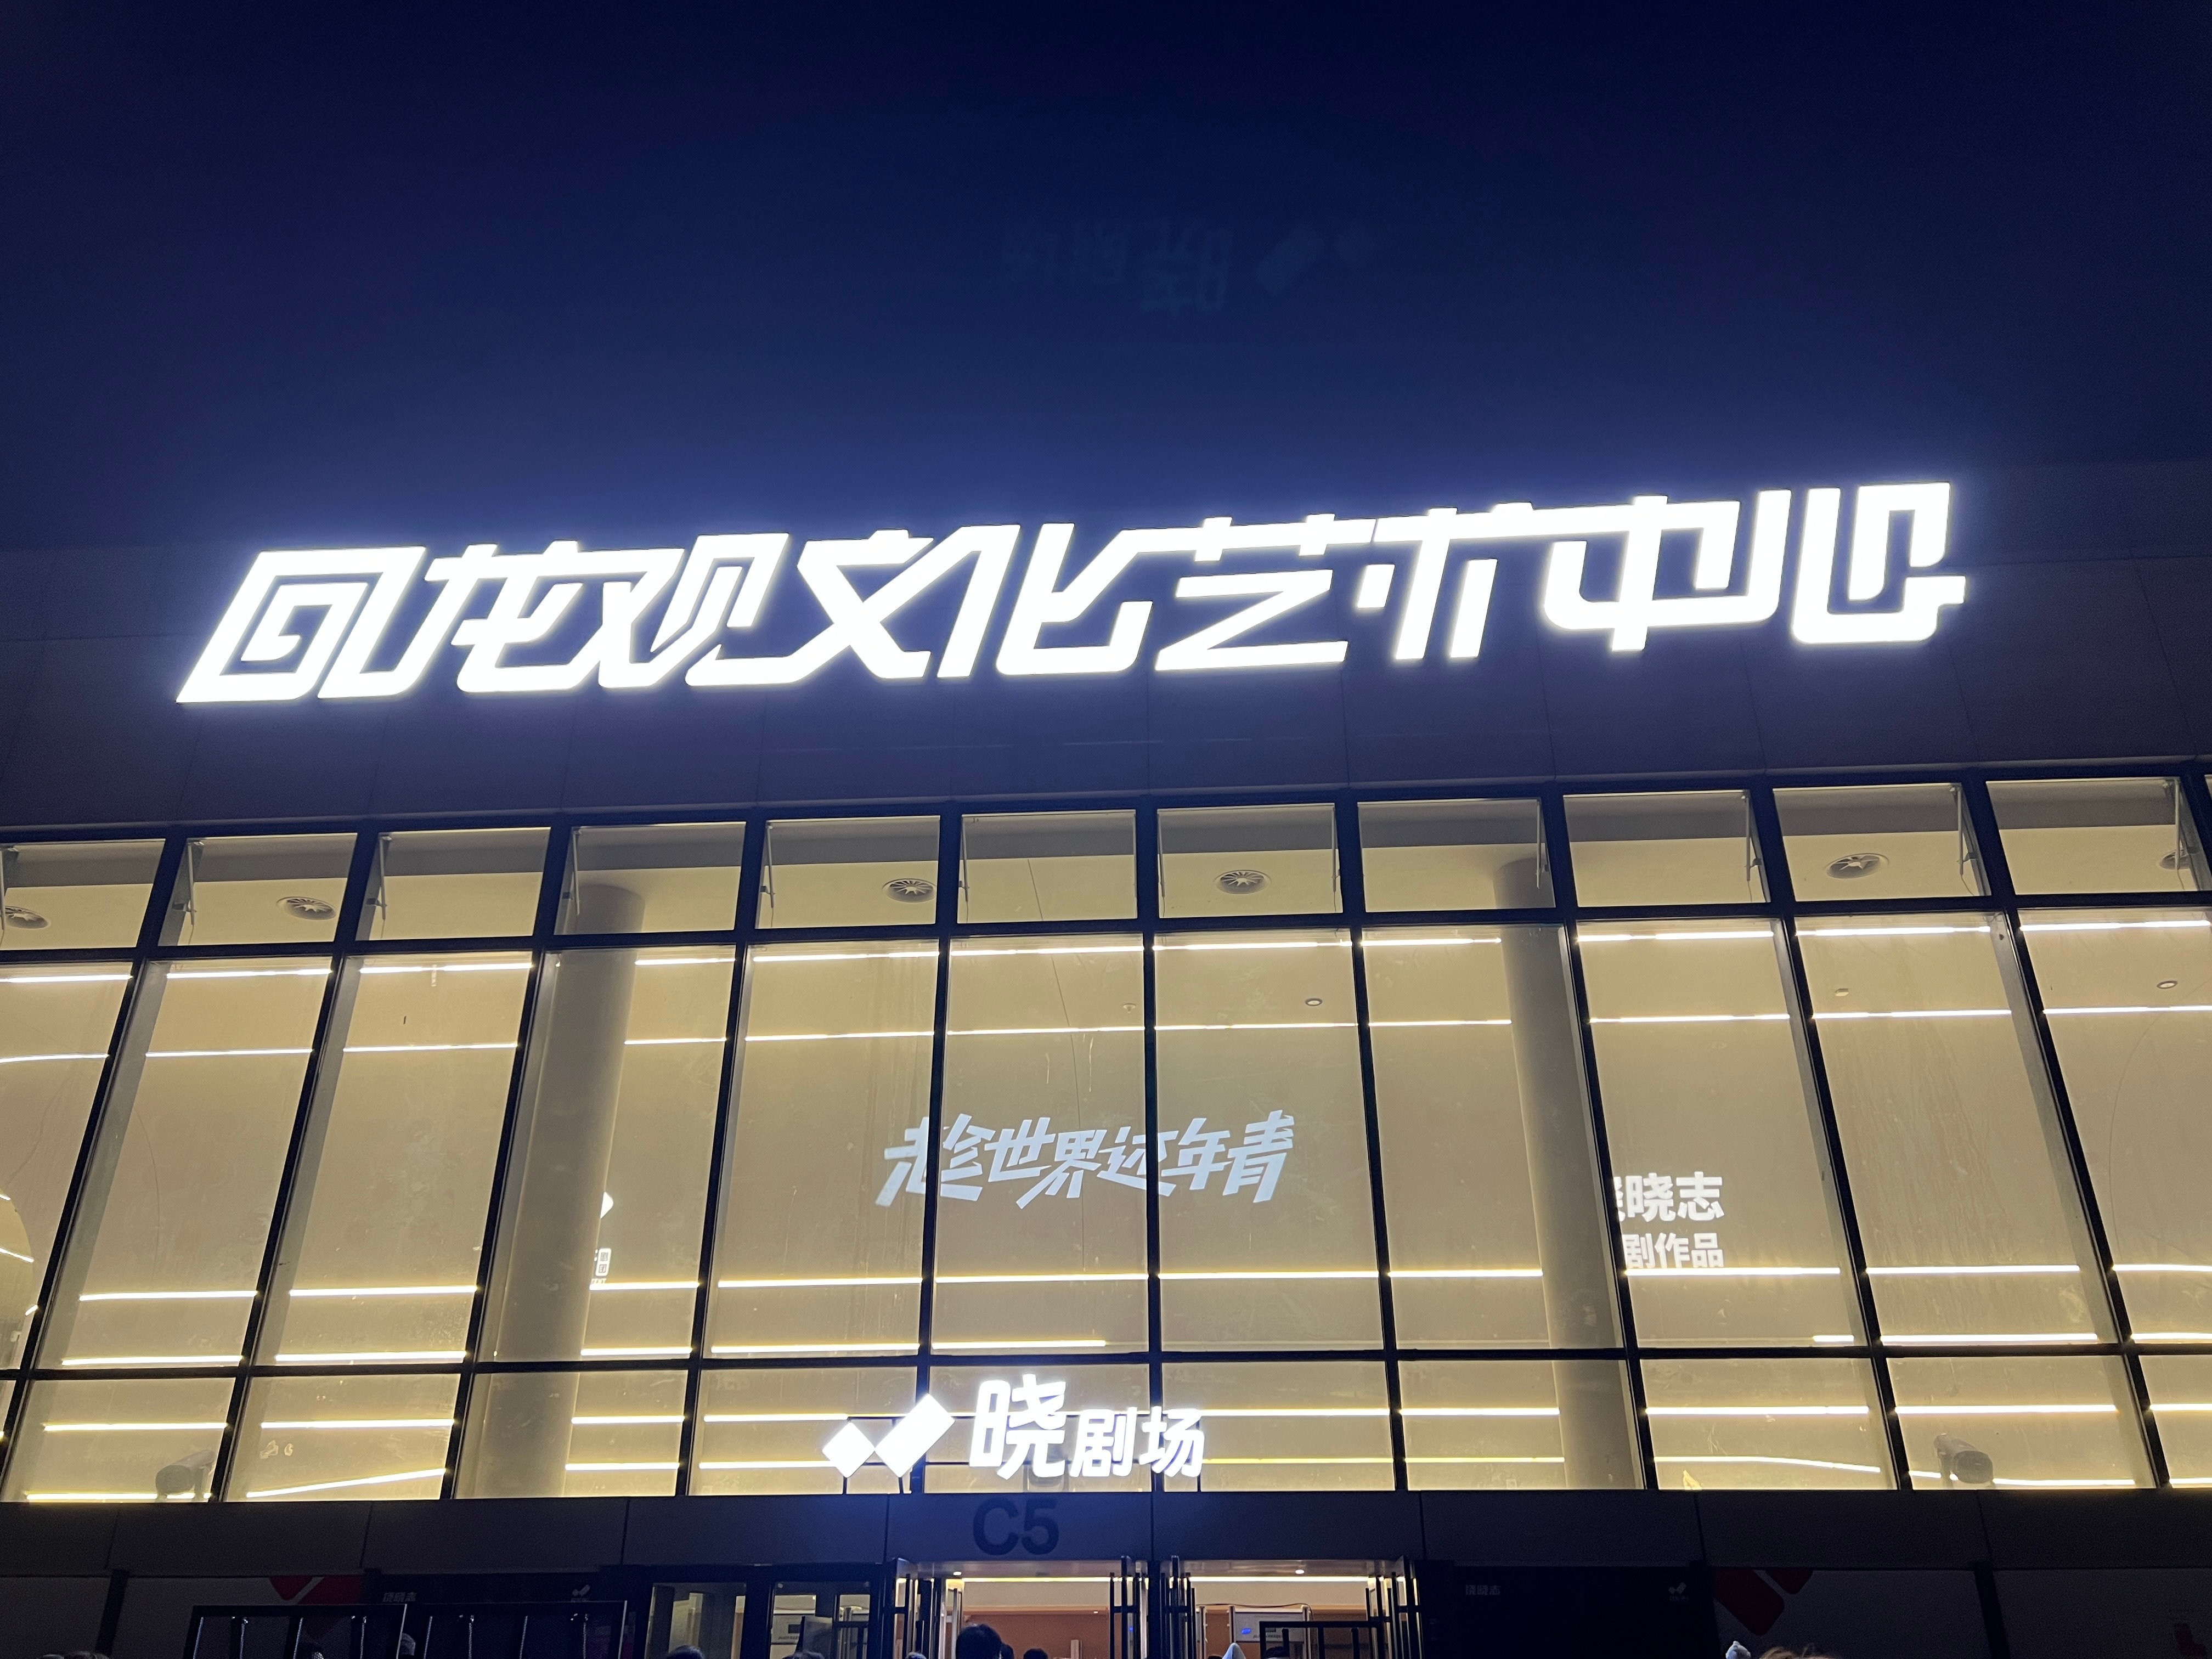 回龙观文化艺术中心
趁世界还年青
晓志
剧作品
晓剧场
C5